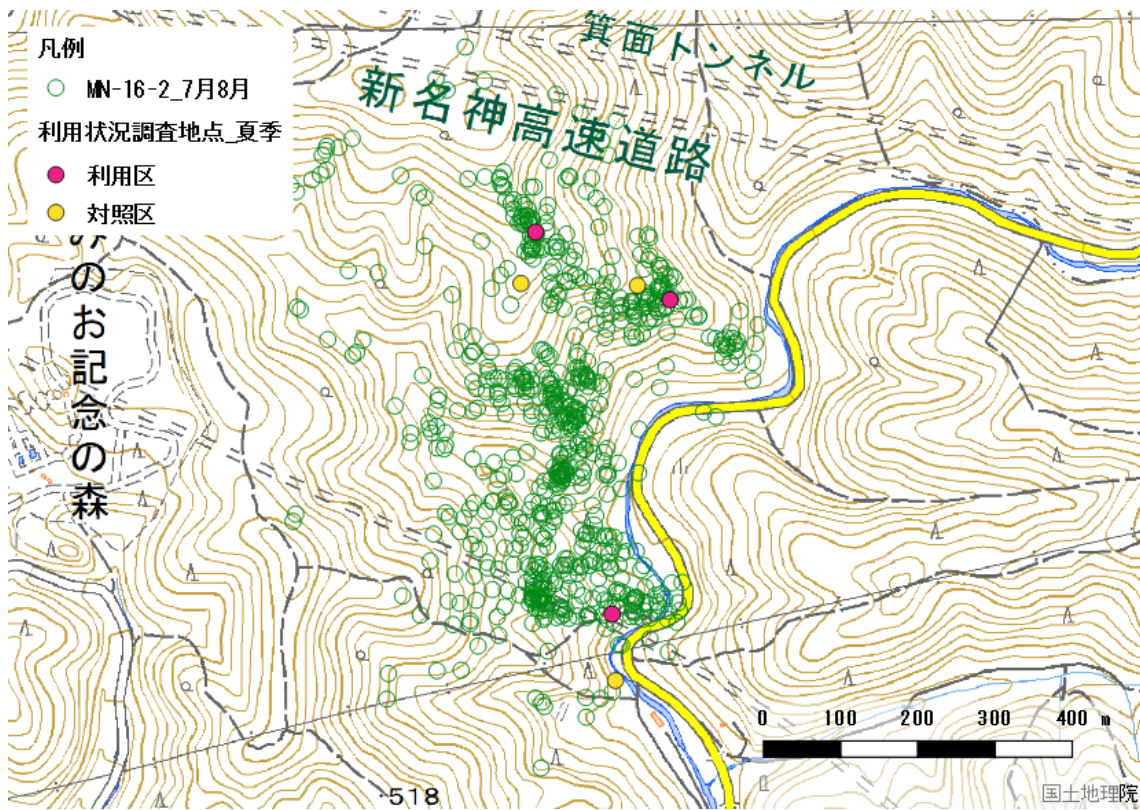 凡例
MN-16-2_7月8月
利用状況調査地点_夏季
利用区
対照区
箕面トンネル
新名神高速道路
みのお記念の森
0 100 200 300 400 m
518
国土地理院